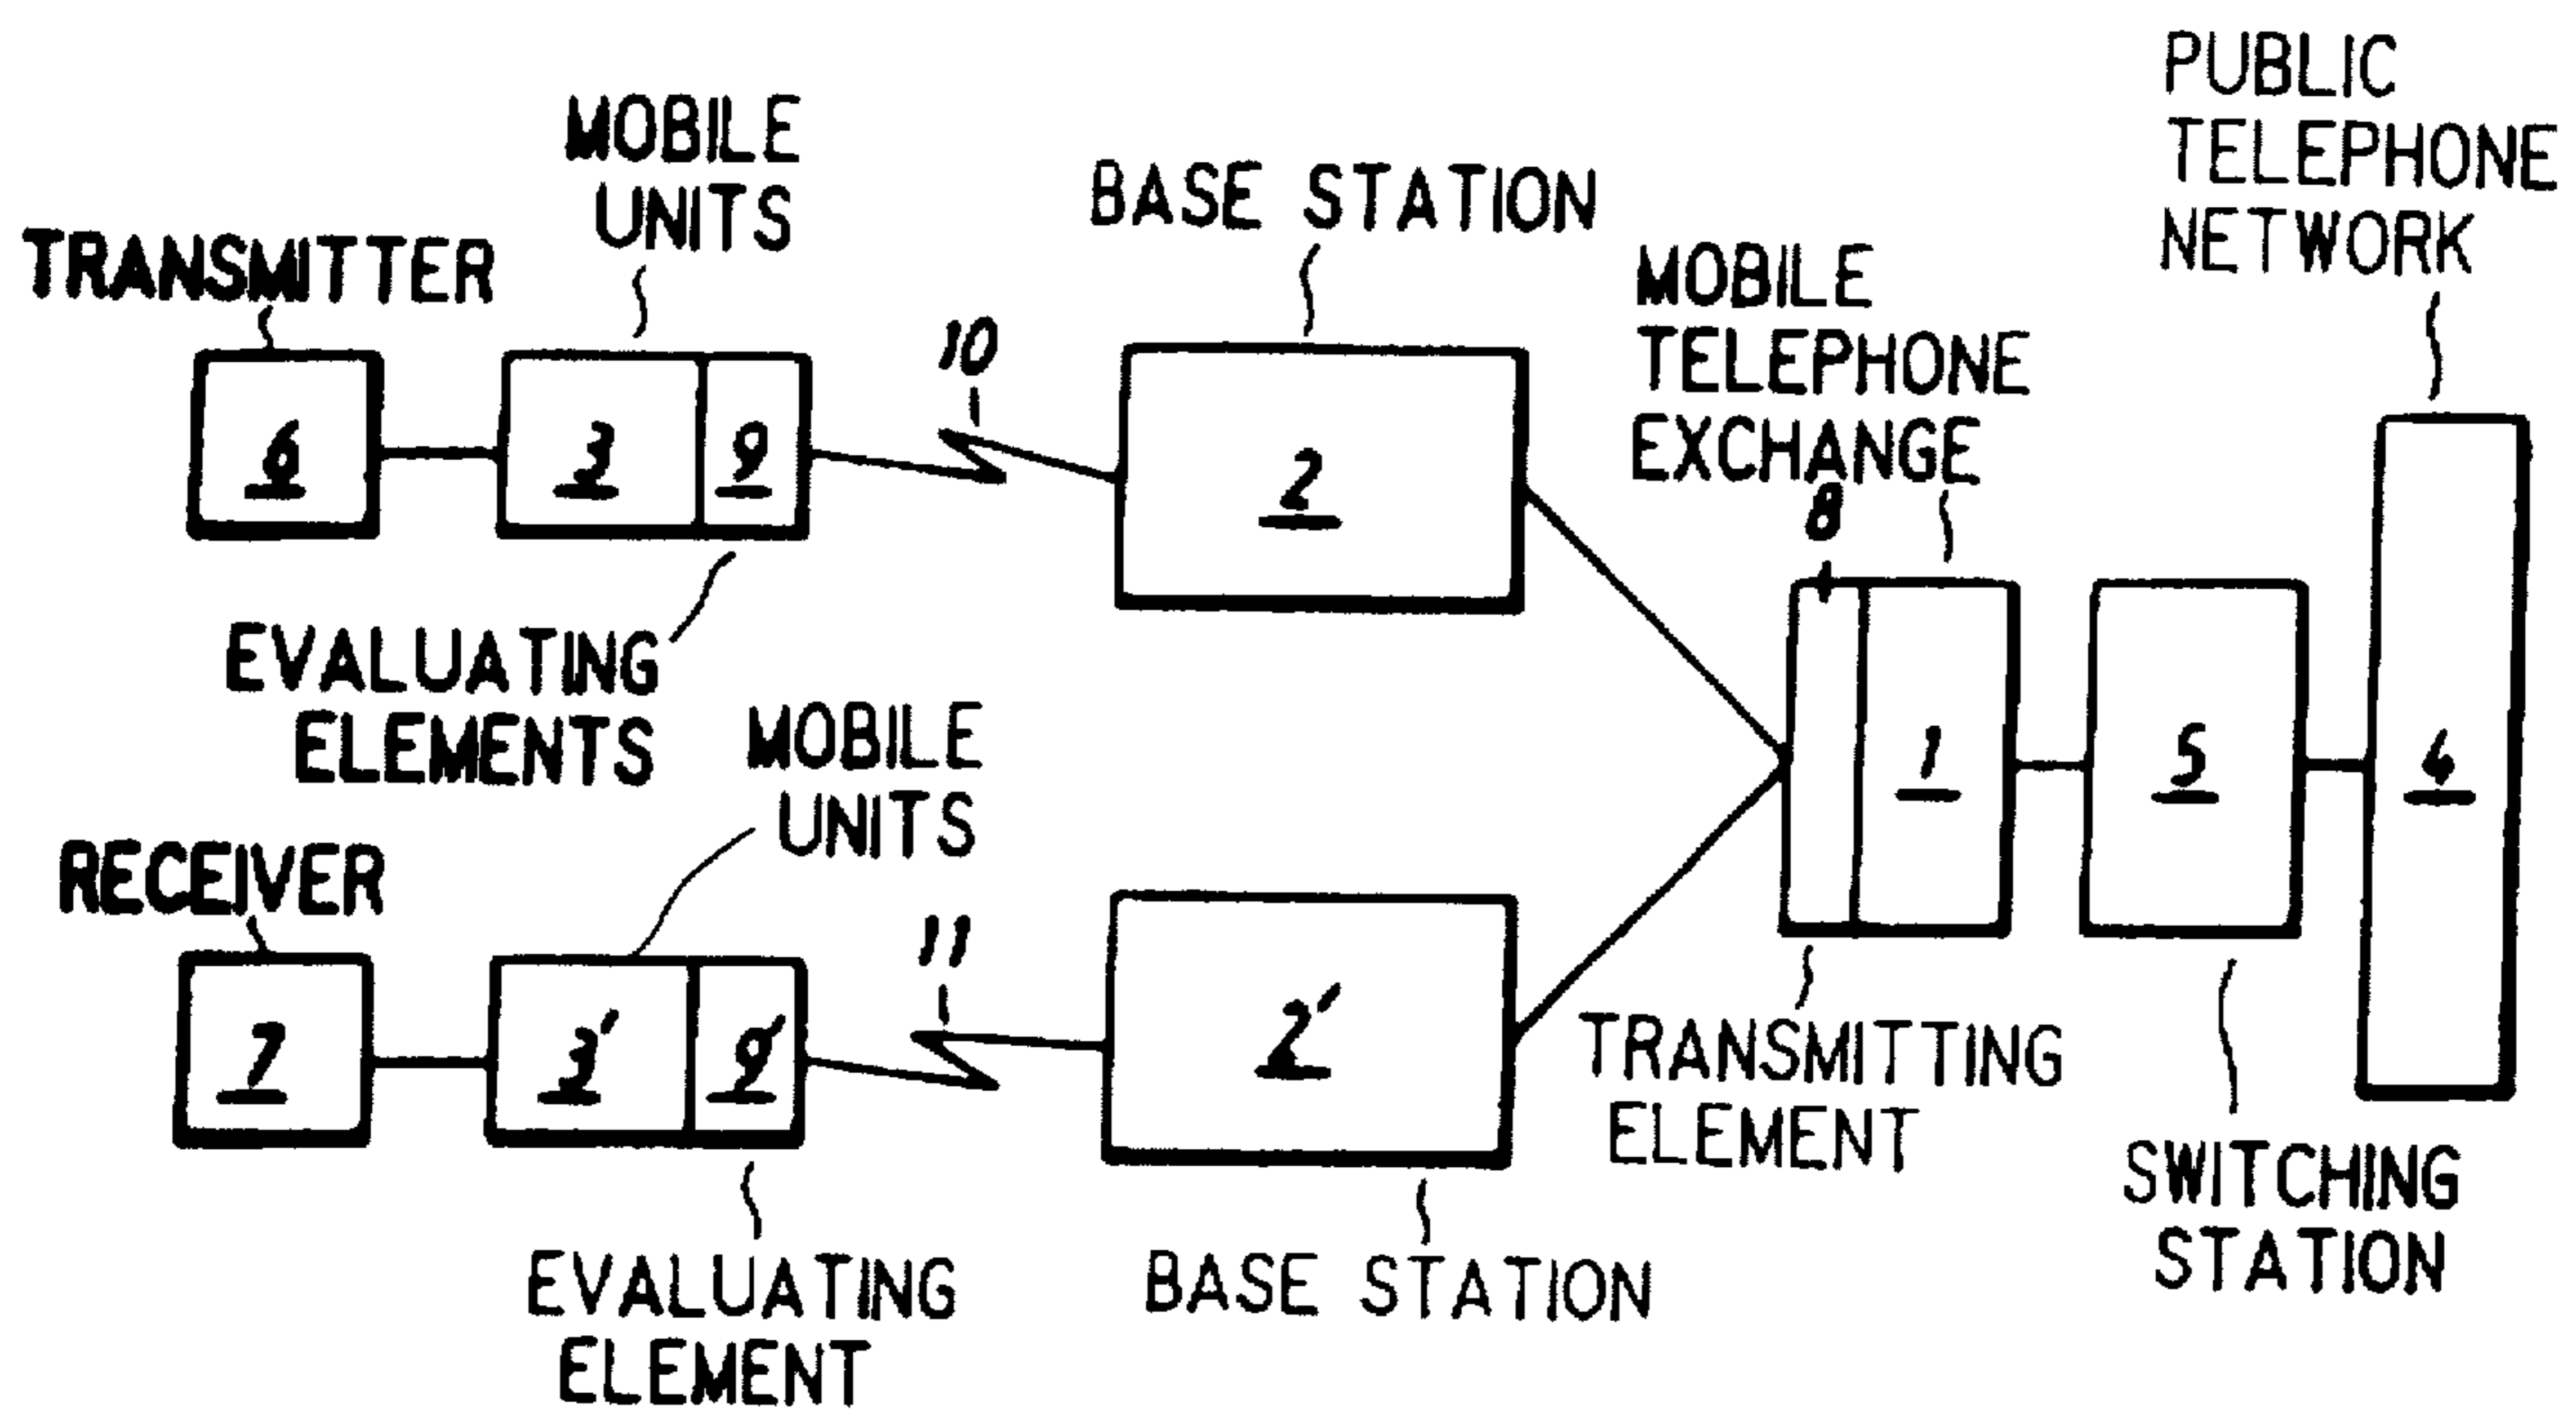 PUBLIC
TELEPHONE
NETWORK
MOBILE
UNITS
BASE STATION
TRANSMITTER
MOBILE
TELEPHONE
EXCHANGE
10
8
6
3
9
2
EVALUATING
ELEMENTS
MOBILE
UNITS
1
5
4
RECEIVER
11
7
3'
9'
2'
TRANSMITTING
ELEMENT
SWITCHING
STATION
EVALUATING
ELEMENT
BASE STATION